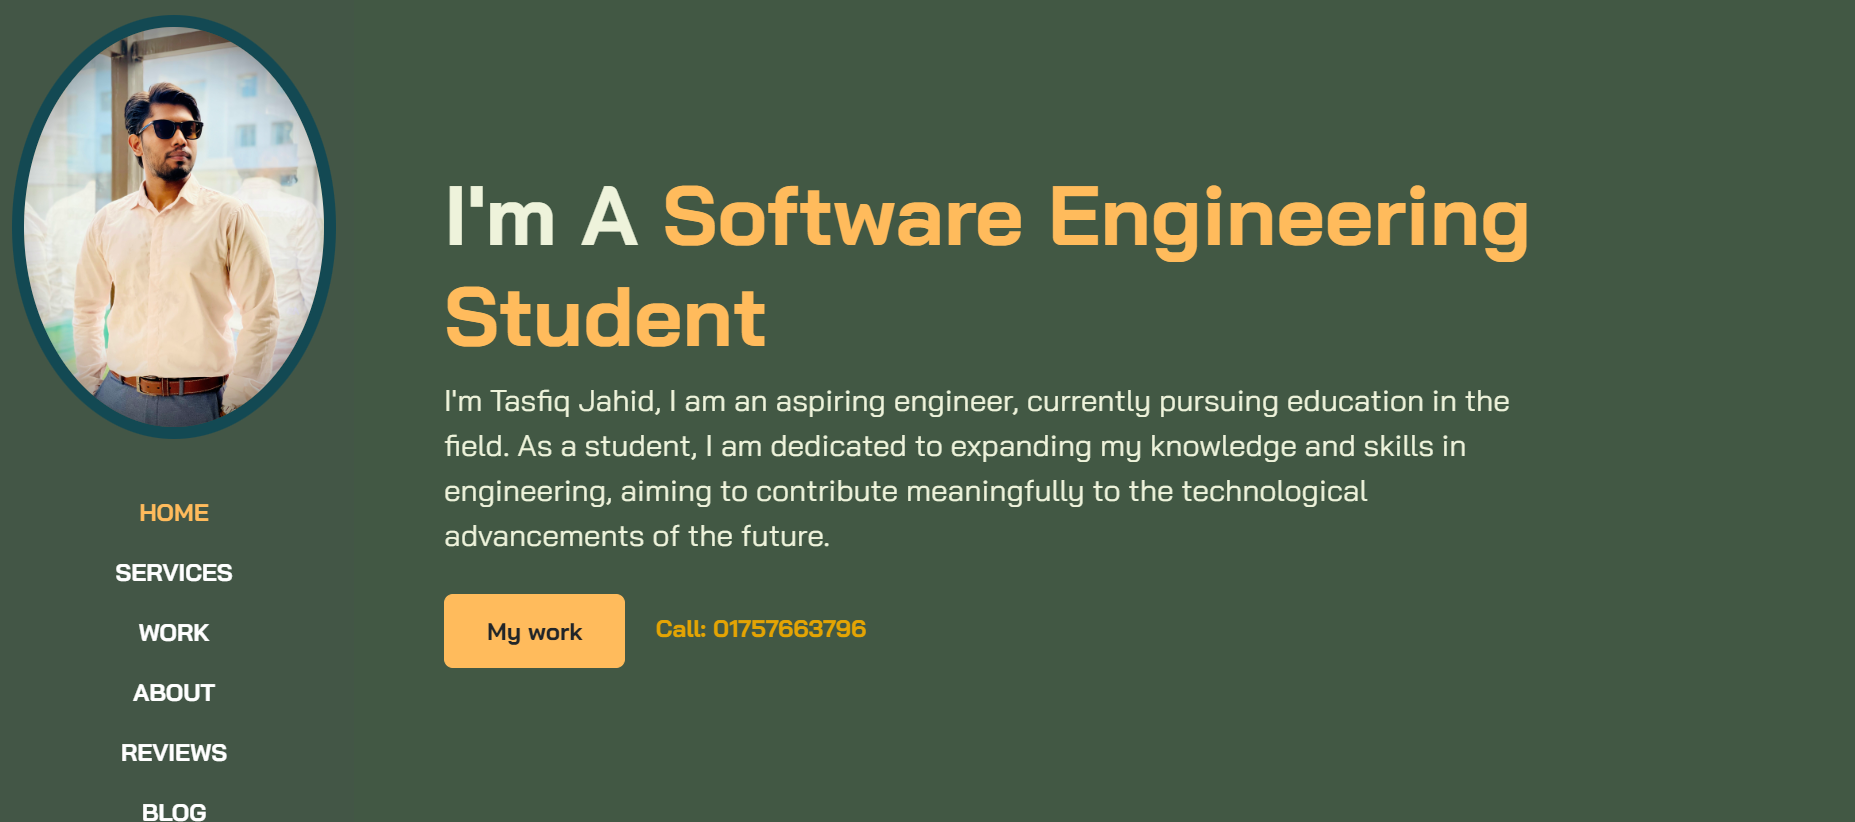 HOME
SERVICES
WORK
ABOUT
REVIEWS
BLOG
I'm A Software Engineering
Student
I'm Tasfiq Jahid, I am an aspiring engineer, currently pursuing education in the
field. As a student, I am dedicated to expanding my knowledge and skills in
engineering, aiming to contribute meaningfully to the technological
advancements of the future.
My work
Call: 01757663796